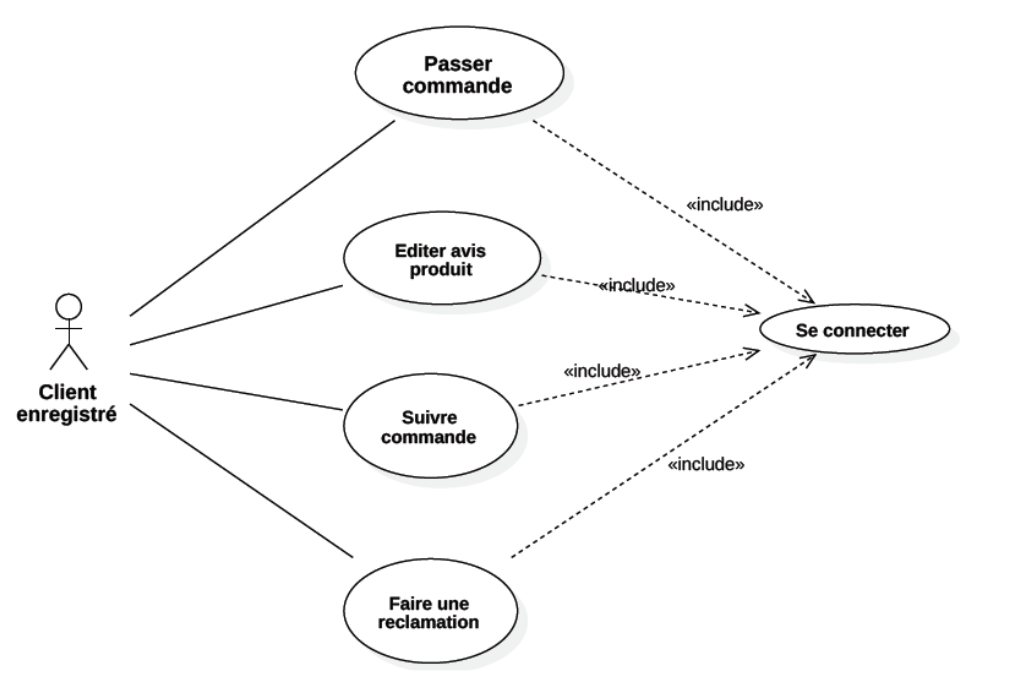 Passer
commande
«include»
Editer avis
produit
«include»
Se connecter
Client
enregistré
«include»
Suivre
commande
«include»
Faire une
reclamation